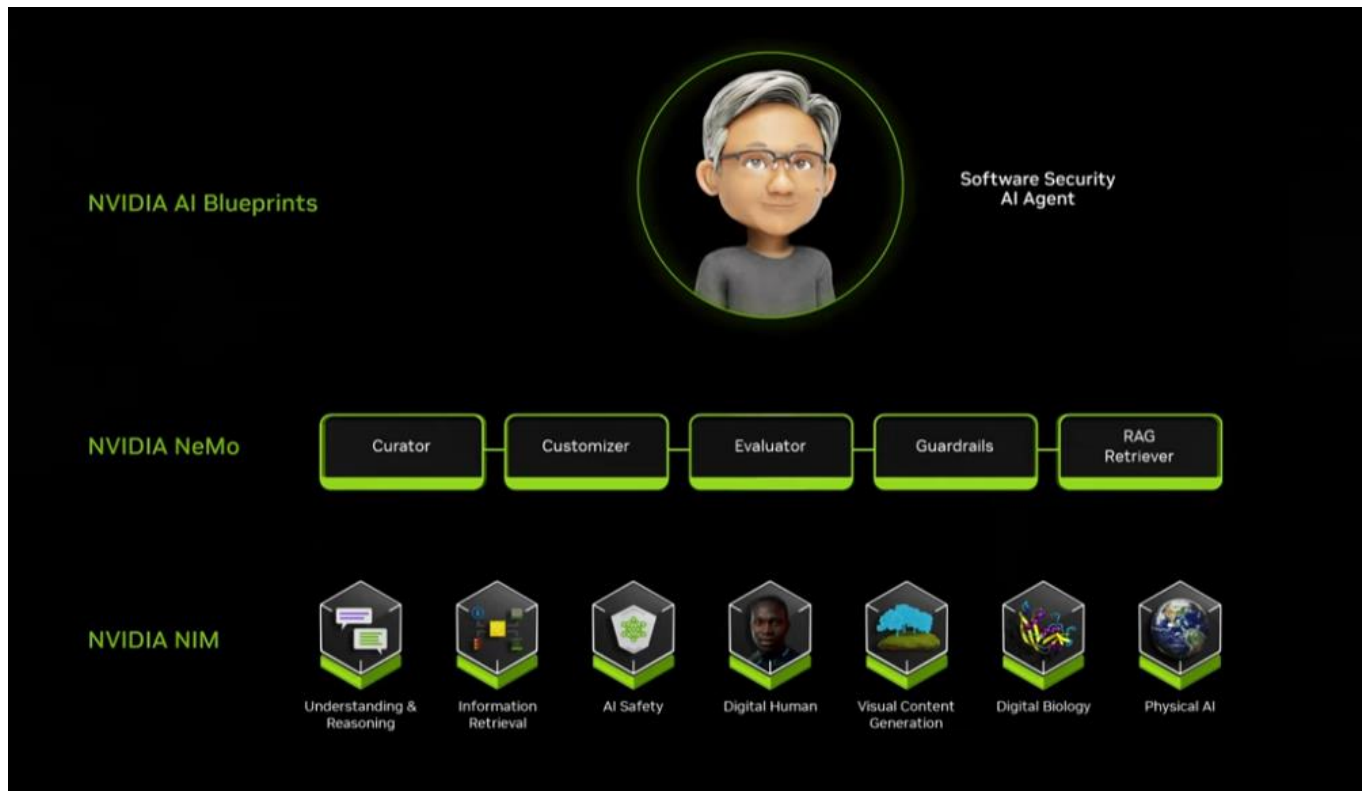 NVIDIA AI Blueprints
Software Security
AI Agent
NVIDIA NeMo
Curator
Customizer
Evaluator
Guardrails
RAG
Retriever
NVIDIA NIM
Understanding &
Reasoning
Information
Retrieval
AI Safety
Digital Human
Visual Content
Generation
Digital Biology
Physical AI